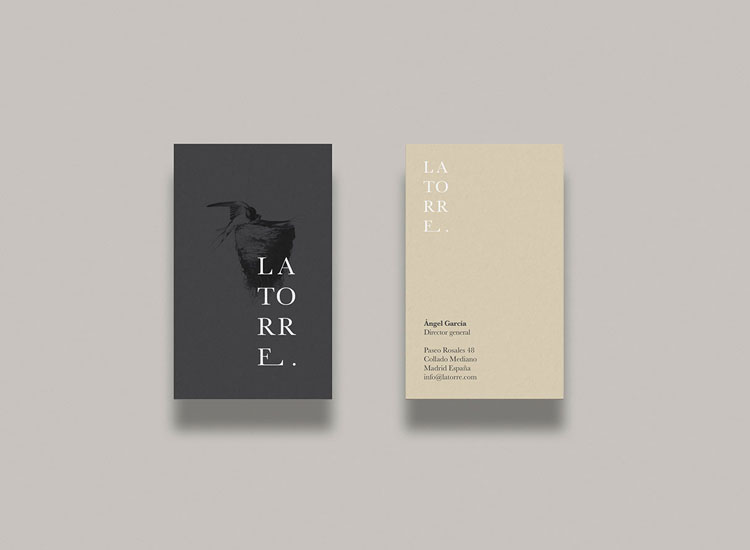 LA
TO
RR
E.
LA
TO
RR
E.
Ángel García
Director general
Paseo Rosales 48
Collado Mediano
Madrid España
info@latorre.com